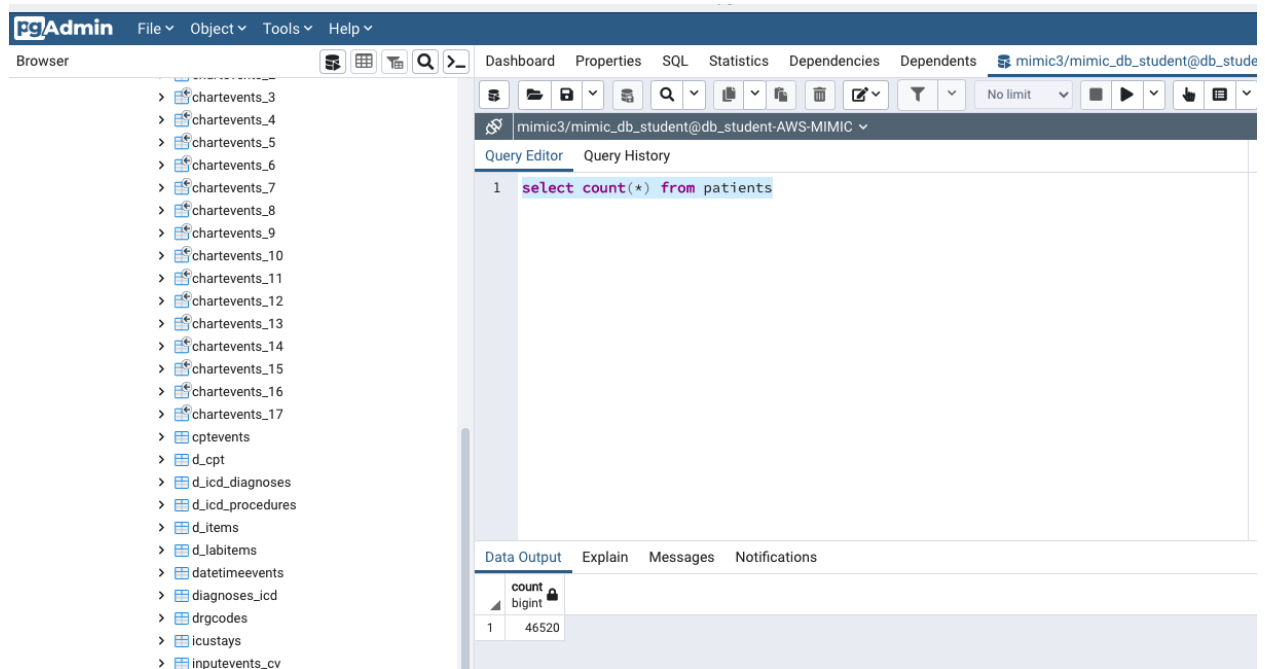 pgAdmin File Object Tools Help
Browser
Dashboard Properties SQL Statistics Dependencies Dependents mimic3/mimic_db_student@db_stude
No limit
mimic3/mimic_db_student@db_student-AWS-MIMIC
Query Editor Query History
1 select count(*) from patients
chartevents_3
chartevents_4
chartevents_5
chartevents_6
chartevents_7
chartevents_8
chartevents_9
chartevents_10
chartevents_11
chartevents_12
chartevents_13
chartevents_14
chartevents_15
chartevents_16
chartevents_17
cptevents
d_cpt
d_icd_diagnoses
d_icd_procedures
d_items
d_labitems
datetimeevents
diagnoses_icd
drgcodes
icustays
inputevents_cv
Data Output Explain Messages Notifications
count
bigint
1 46520